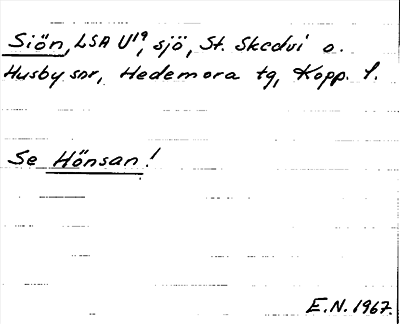 Siön, LSA U19, sjö, St. Skedvi o.
Husby snr, Hedemora tg, Kopp. l.
Se Hönsan!
E.N. 1967.